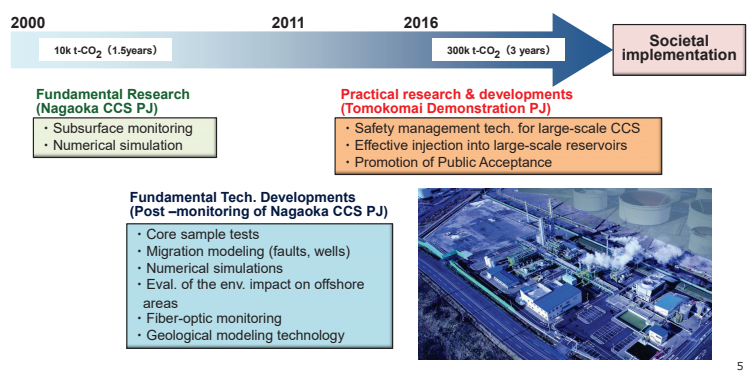 2000 2011 2016
10k t-CO2 (1.5years)
300k t-CO2 (3 years)
Societal
implementation
Fundamental Research
(Nagaoka CCS PJ)
・Subsurface monitoring
・Numerical simulation
Practical research & developments
(Tomokomai Demonstration PJ)
・Safety management tech. for large-scale CCS
・Effective injection into large-scale reservoirs
・Promotion of Public Acceptance
Fundamental Tech. Developments
(Post –monitoring of Nagaoka CCS PJ)
・Core sample tests
・Migration modeling (faults, wells)
・Numerical simulations
・Eval. of the env. impact on offshore
areas
・Fiber-optic monitoring
・Geological modeling technology
5